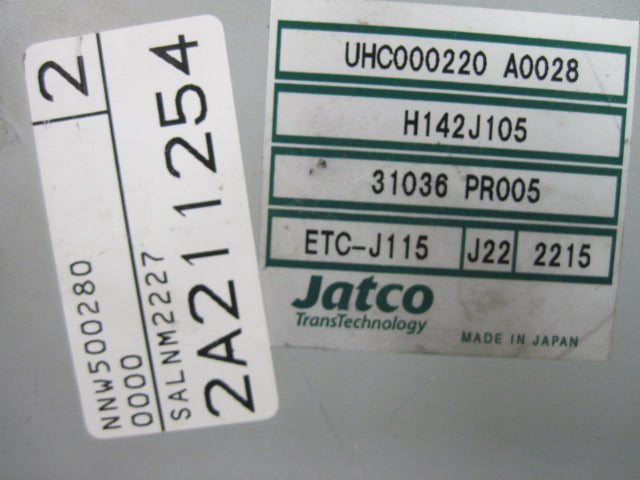 2
NNW500280
0000
SALNM2227
2A211254
UHC000220 A0028
H142J105
31036 PR005
ETC-J115 J22 2215
Jatco
TransTechnology
MADE IN JAPAN